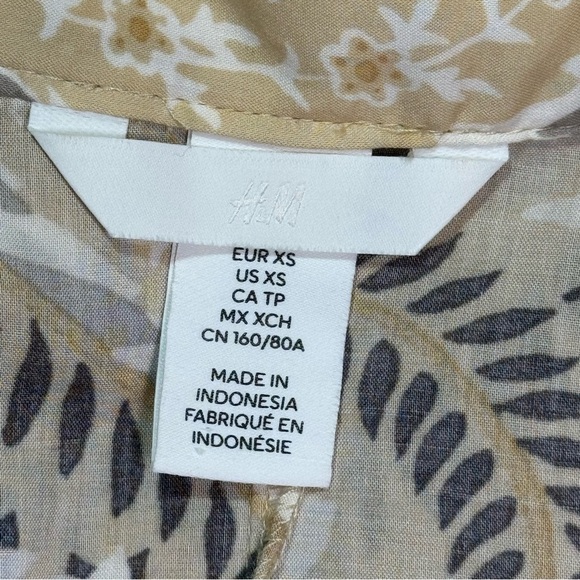 H&M
EUR XS
US XS
CA TP
MX XCH
CN 160/80A
MADE IN
INDONESIA
FABRIQUÉ EN
INDONÉSIE